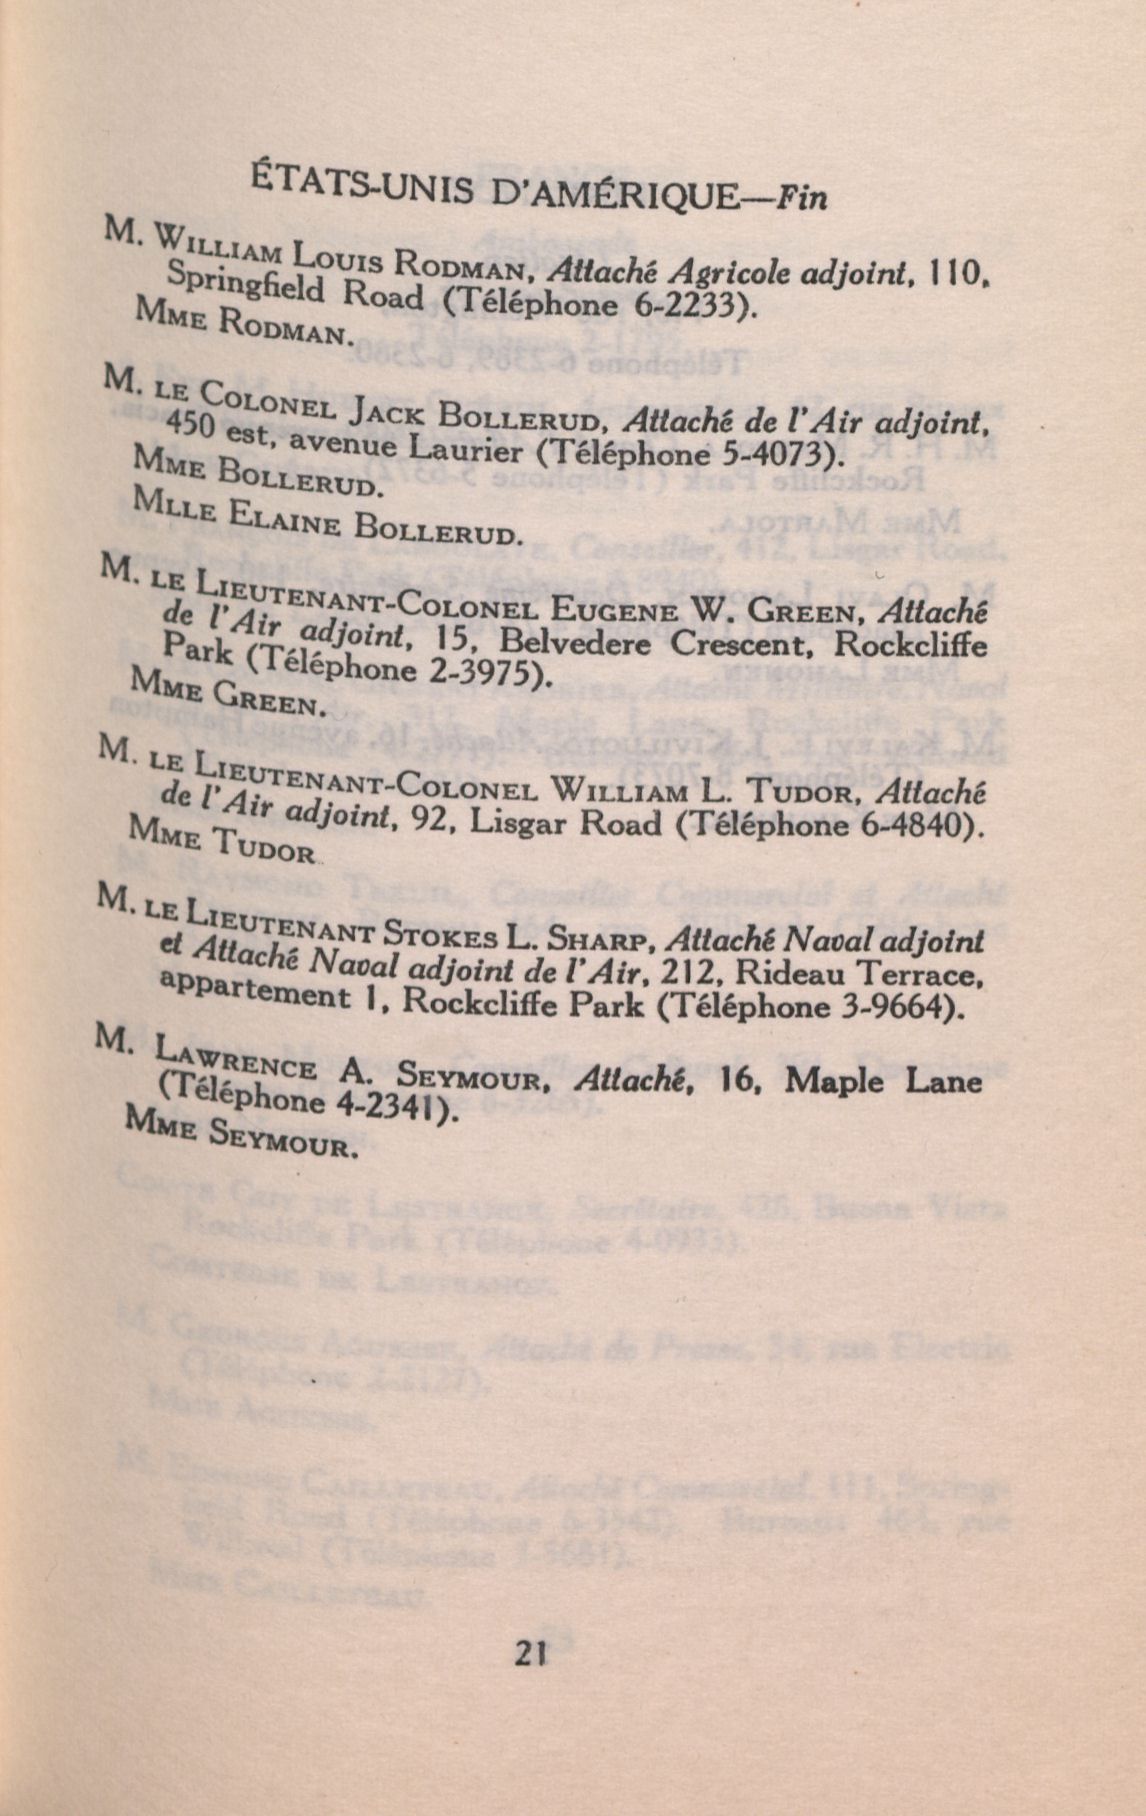 ÉTATS-UNIS D'AMÉRIQUE—Fin
M. WILLIAM LOUIS RODMAN, Attaché Agricole adjoint, 110,
Springfield Road (Téléphone 6-2233).
MME RODMAN.
M. LE COLONEL JACK BOLLERUD, Attaché de l'Air adjoint,
450 est, avenue Laurier (Téléphone 5-4073).
MME BOLLERUD.
MLLE ELAINE BOLLERUD.
M. LE LIEUTENANT-COLONEL EUGENE W. GREEN, Attaché
de l'Air adjoint, 15, Belvedere Crescent, Rockcliffe
Park (Téléphone 2-3975).
MME GREEN.
M. LE LIEUTENANT-COLONEL WILLIAM L. TUDOR, Attaché
de l'Air adjoint, 92, Lisgar Road (Téléphone 6-4840).
MME TUDOR
M. LE LIEUTENANT STOKES L. SHARP, Attaché Naval adjoint
et Attaché Naval adjoint de l'Air, 212, Rideau Terrace,
appartement 1, Rockcliffe Park (Téléphone 3-9664).
M. LAWRENCE A. SEYMOUR, Attaché, 16, Maple Lane
(Téléphone 4-2341).
MME SEYMOUR.
21